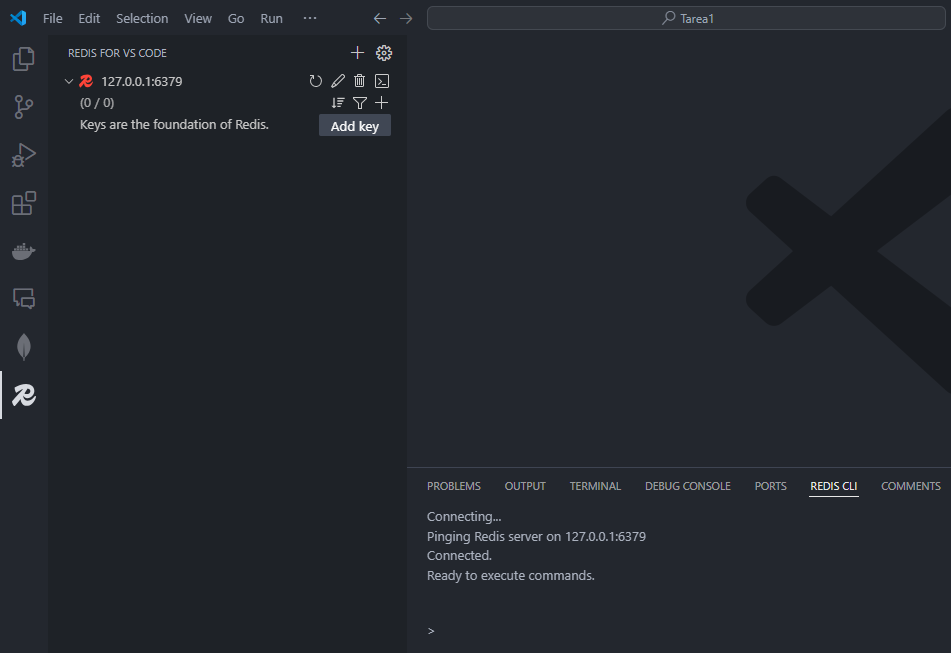 File Edit Selection View Go Run ···
Tarea1
REDIS FOR VS CODE
127.0.0.1:6379
(0 / 0)
Keys are the foundation of Redis.
Add key
PROBLEMS OUTPUT TERMINAL DEBUG CONSOLE PORTS REDIS CLI COMMENTS
Connecting...
Pinging Redis server on 127.0.0.1:6379
Connected.
Ready to execute commands.
>